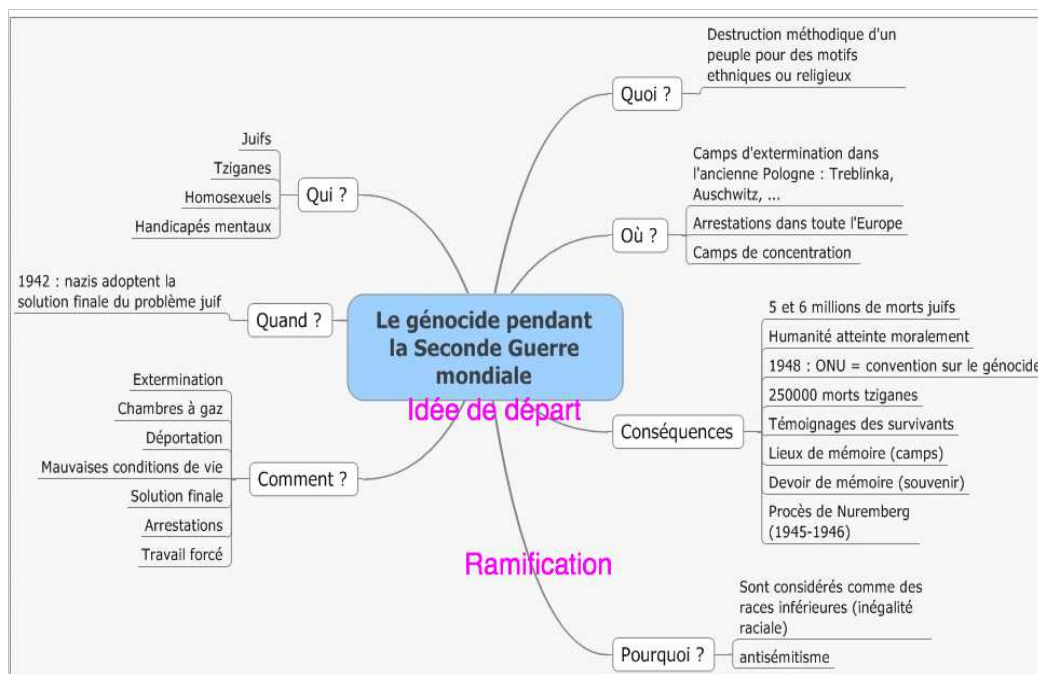 Destruction méthodique d'un
peuple pour des motifs
ethniques ou religieux
Quoi ?
Juifs
Tziganes
Homosexuels
Handicapés mentaux
Qui ?
Camps d'extermination dans
l'ancienne Pologne : Treblinka,
Auschwitz, ...
Arrestations dans toute l'Europe
Camps de concentration
Où ?
1942 : nazis adoptent la
solution finale du problème juif
Quand ?
Le génocide pendant
la Seconde Guerre
mondiale
Idée de départ
5 et 6 millions de morts juifs
Humanité atteinte moralement
1948 : ONU = convention sur le génocide
250000 morts tziganes
Témoignages des survivants
Lieux de mémoire (camps)
Devoir de mémoire (souvenir)
Procès de Nuremberg
(1945-1946)
Conséquences
Extermination
Chambres à gaz
Déportation
Mauvaises conditions de vie
Solution finale
Arrestations
Travail forcé
Comment ?
Ramification
Sont considérés comme des
races inférieures (inégalité
raciale)
antisémitisme
Pourquoi ?